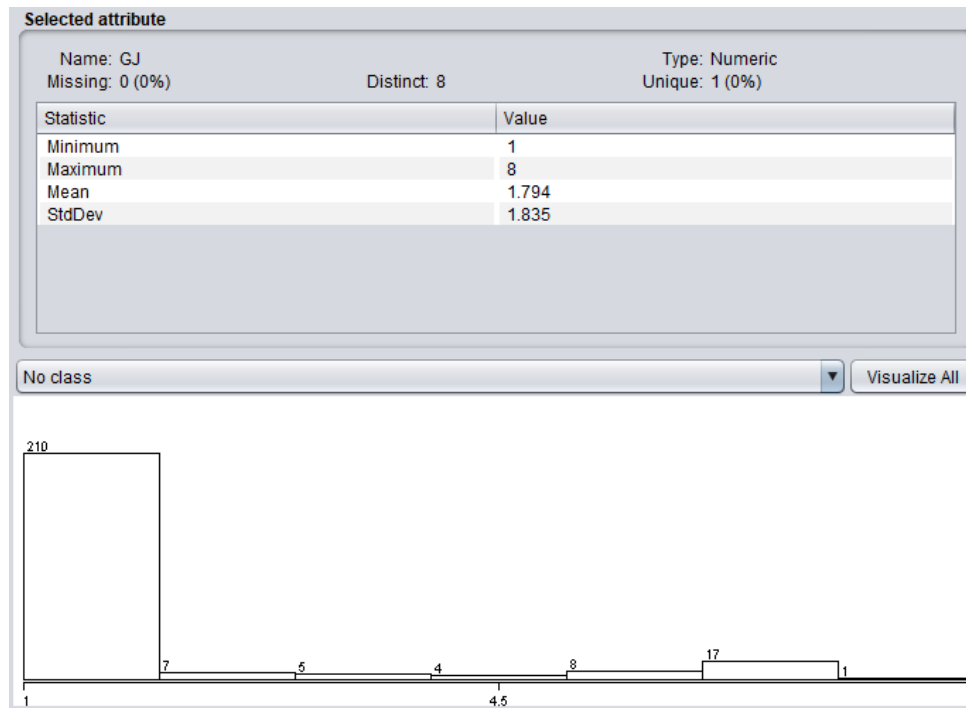 Selected attribute
Name: GJ Type: Numeric
Missing: 0 (0%) Distinct: 8 Unique: 1 (0%)
Statistic Value
Minimum 1
Maximum 8
Mean 1.794
StdDev 1.835
No class Visualize All
210
7 5 4 8 17 1
1 4.5